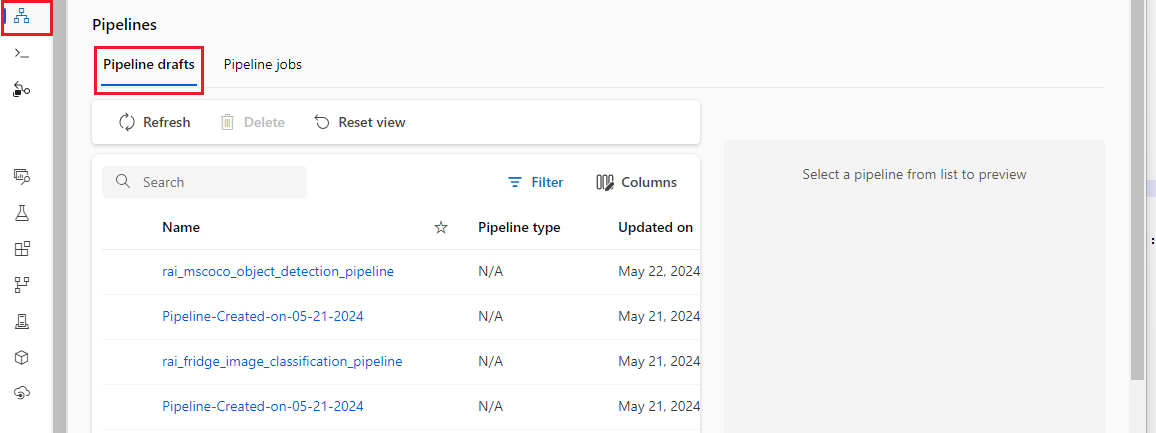 Pipelines
Pipeline drafts Pipeline jobs
Refresh Delete Reset view
Search Filter Columns
Select a pipeline from list to preview
Name Pipeline type Updated on
rai_mscoco_object_detection_pipeline N/A May 22, 2024
Pipeline-Created-on-05-21-2024 N/A May 21, 2024
rai_fridge_image_classification_pipeline N/A May 21, 2024
Pipeline-Created-on-05-21-2024 N/A May 21, 2024